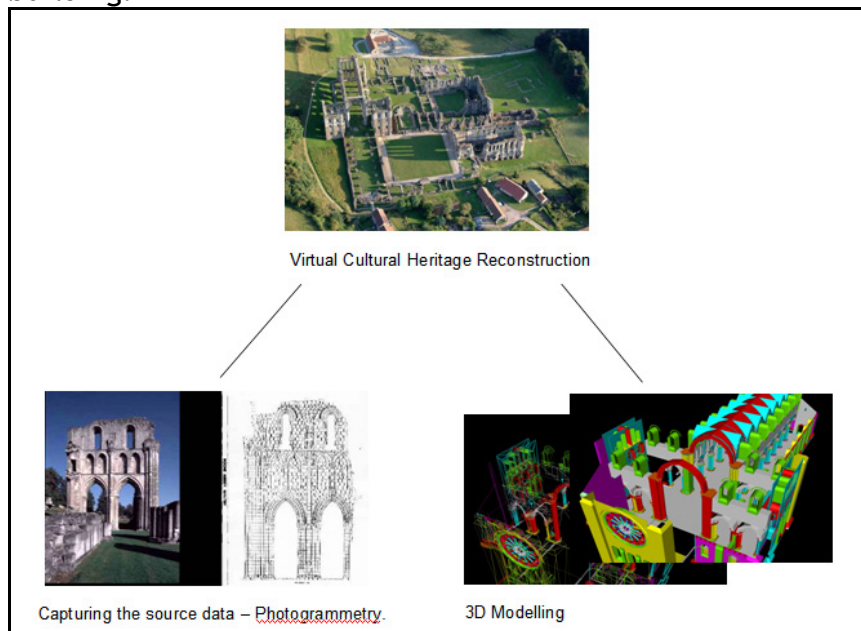 Virtual Cultural Heritage Reconstruction
Capturing the source data – Photogrammetry.
3D Modelling